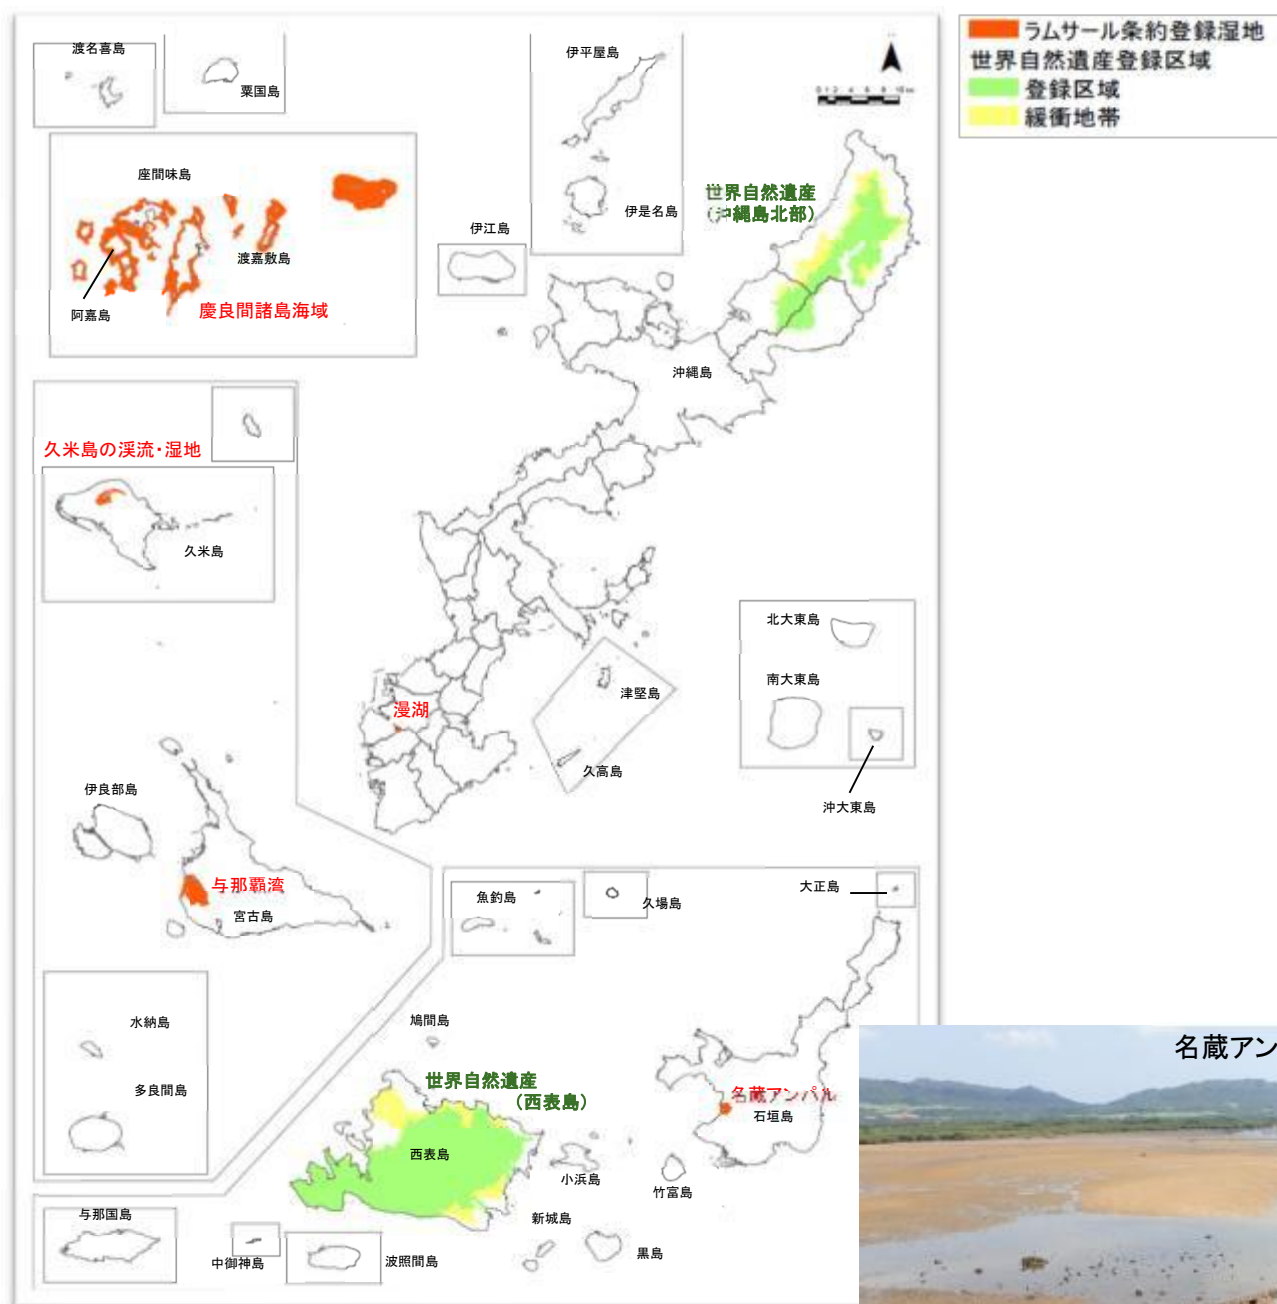 ラムサール条約登録湿地
世界自然遺産登録区域
登録区域
緩衝地帯
渡名喜島
粟国島
伊平屋島
伊是名島
伊江島
座間味島
渡嘉敷島
阿嘉島
慶良間諸島海域
世界自然遺産
(沖縄島北部)
沖縄島
久米島の渓流・湿地
久米島
北大東島
南大東島
沖大東島
津堅島
久高島
漫湖
伊良部島
与那覇湾
宮古島
魚釣島
久場島
大正島
水納島
多良間島
鳩間島
世界自然遺産
(西表島)
西表島
名蔵アンパル
石垣島
小浜島
竹富島
新城島
黒島
与那国島
中御神島
波照間島
名蔵アン